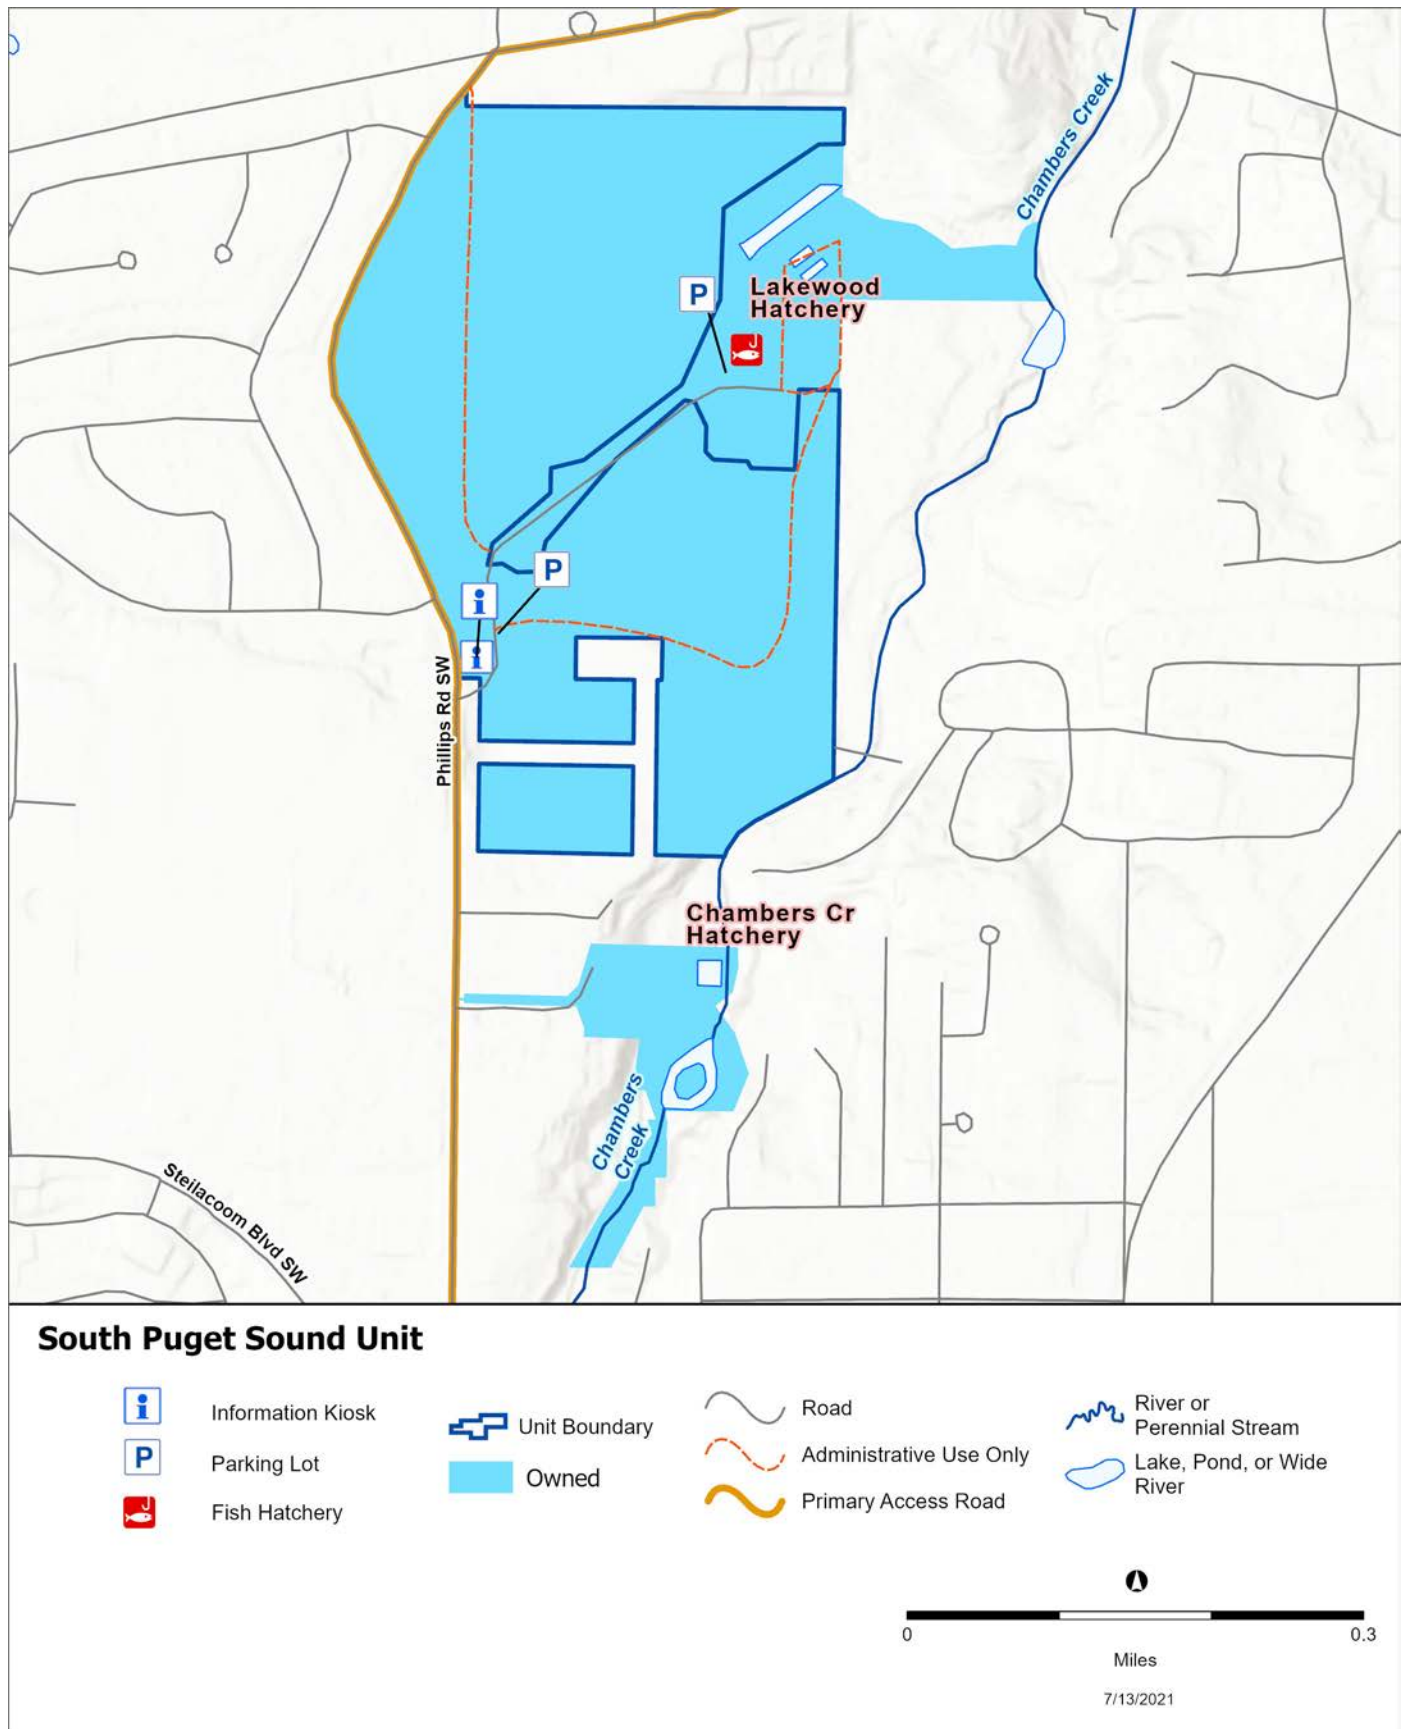 Chambers Creek
P
Lakewood
Hatchery
P
i
i
Phillips Rd SW
Chambers Cr
Hatchery
Chambers
Creek
Steilacoom Blvd SW
South Puget Sound Unit
i Information Kiosk
P Parking Lot
Fish Hatchery
Unit Boundary
Owned
Road
Administrative Use Only
Primary Access Road
River or
Perennial Stream
Lake, Pond, or Wide
River
0 0.3
Miles
7/13/2021